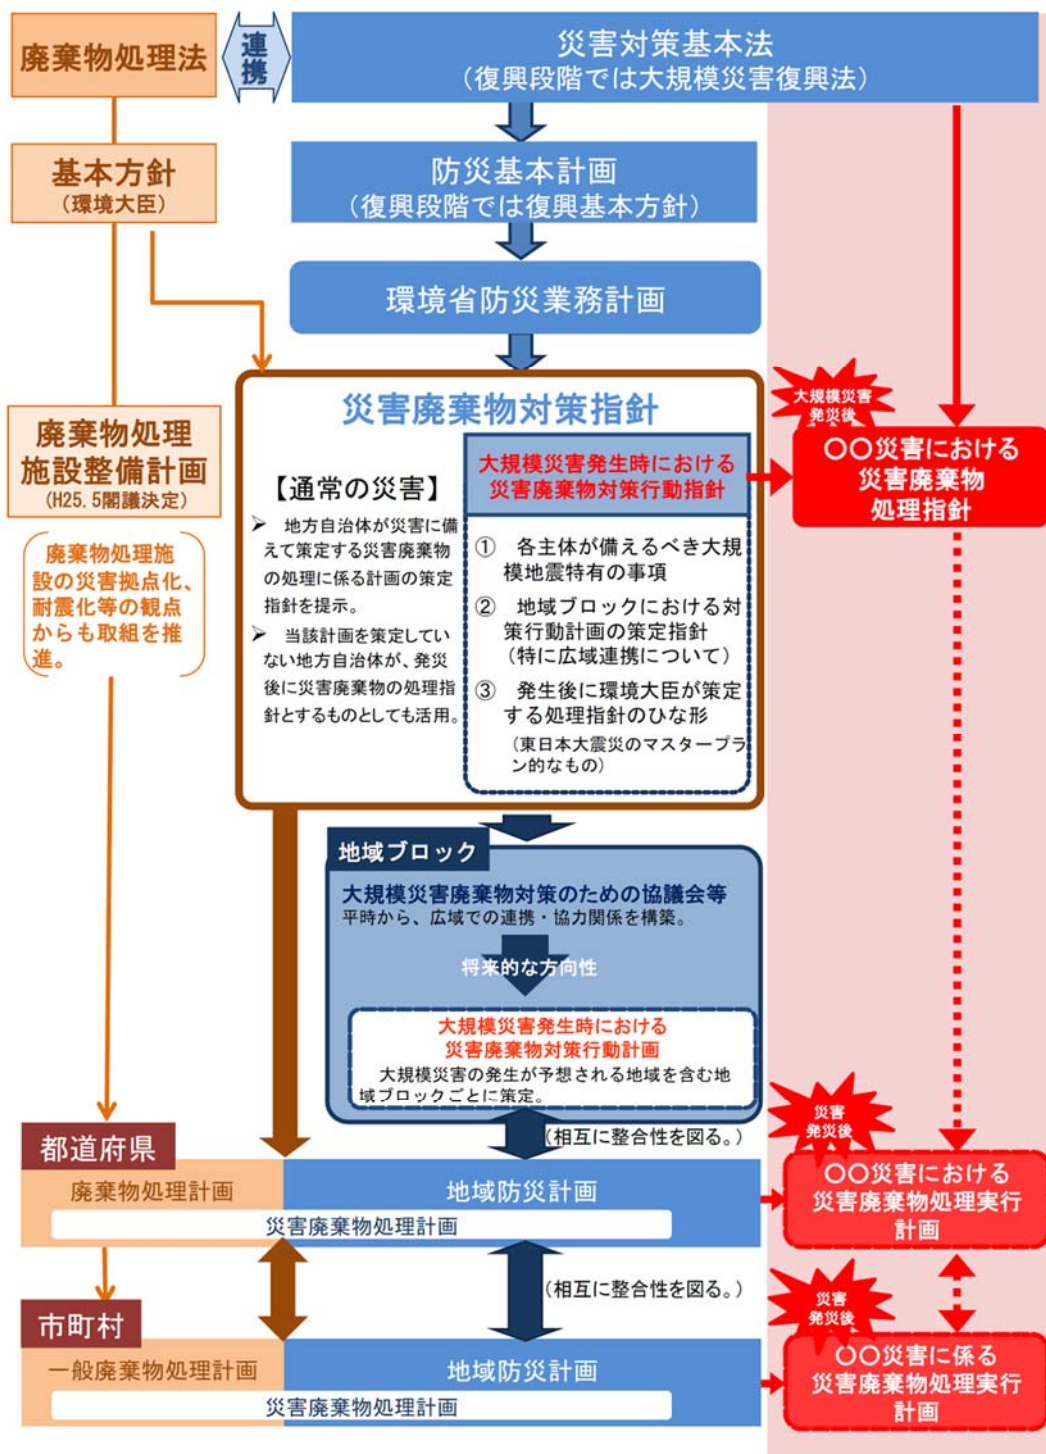 廃棄物処理法
連携
災害対策基本法
(復興段階では大規模災害復興法)
基本方針
(環境大臣)
防災基本計画
(復興段階では復興基本方針)
環境省防災業務計画
廃棄物処理
施設整備計画
(H25.5閣議決定)
廃棄物処理施
設の災害拠点化、
耐震化等の観点
からも取組を推
進。
災害廃棄物対策指針
【通常の災害】
➢ 地方自治体が災害に備
えて策定する災害廃棄物
の処理に係る計画の策定
指針を提示。
➢ 当該計画を策定してい
ない地方自治体が、発災
後に災害廃棄物の処理指
針とするものとしても活用。
大規模災害発生時における
災害廃棄物対策行動指針
① 各主体が備えるべき大規
模地震特有の事項
② 地域ブロックにおける対
策行動計画の策定指針
(特に広域連携について)
③ 発生後に環境大臣が策定
する処理指針のひな形
(東日本大震災のマスタープラ
ン的なもの)
大規模災害
発災後
〇〇災害における
災害廃棄物
処理指針
地域ブロック
大規模災害廃棄物対策のための協議会等
平時から、広域での連携・協力関係を構築。
将来的な方向性
大規模災害発生時における
災害廃棄物対策行動計画
大規模災害の発生が予想される地域を含む地
域ブロックごとに策定。
(相互に整合性を図る。)
都道府県
廃棄物処理計画
地域防災計画
災害廃棄物処理計画
災害
発災後
〇〇災害における
災害廃棄物処理実行
計画
(相互に整合性を図る。)
市町村
一般廃棄物処理計画
地域防災計画
災害廃棄物処理計画
災害
発災後
〇〇災害に係る
災害廃棄物処理実行
計画